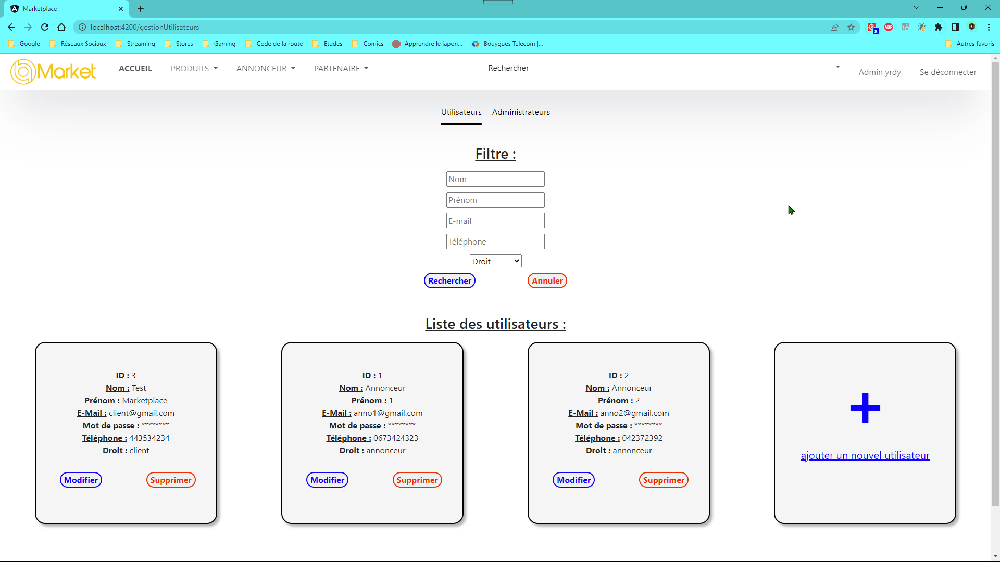 Marketplace
localhost:4200/gestionUtilisateurs
8
ABP
Google Réseaux Sociaux Streaming Stores Gaming Code de la route Etudes Comics Apprendre le japon... Bouygues Telecom |... Autres favoris
Market ACCUEIL PRODUITS ANNONCEUR PARTENAIRE Rechercher Admin yrdy Se déconnecter
Utilisateurs Administrateurs
Filtre :
Nom
Prénom
E-mail
Téléphone
Droit
Rechercher Annuler
Liste des utilisateurs :
ID : 3
Nom : Test
Prénom : Marketplace
E-Mail : client@gmail.com
Mot de passe : ********
Téléphone : 443534234
Droit : client
Modifier Supprimer
ID : 1
Nom : Annonceur
Prénom : 1
E-Mail : anno1@gmail.com
Mot de passe : ********
Téléphone : 0673424323
Droit : annonceur
Modifier Supprimer
ID : 2
Nom : Annonceur
Prénom : 2
E-Mail : anno2@gmail.com
Mot de passe : ********
Téléphone : 042372392
Droit : annonceur
Modifier Supprimer
+
ajouter un nouvel utilisateur